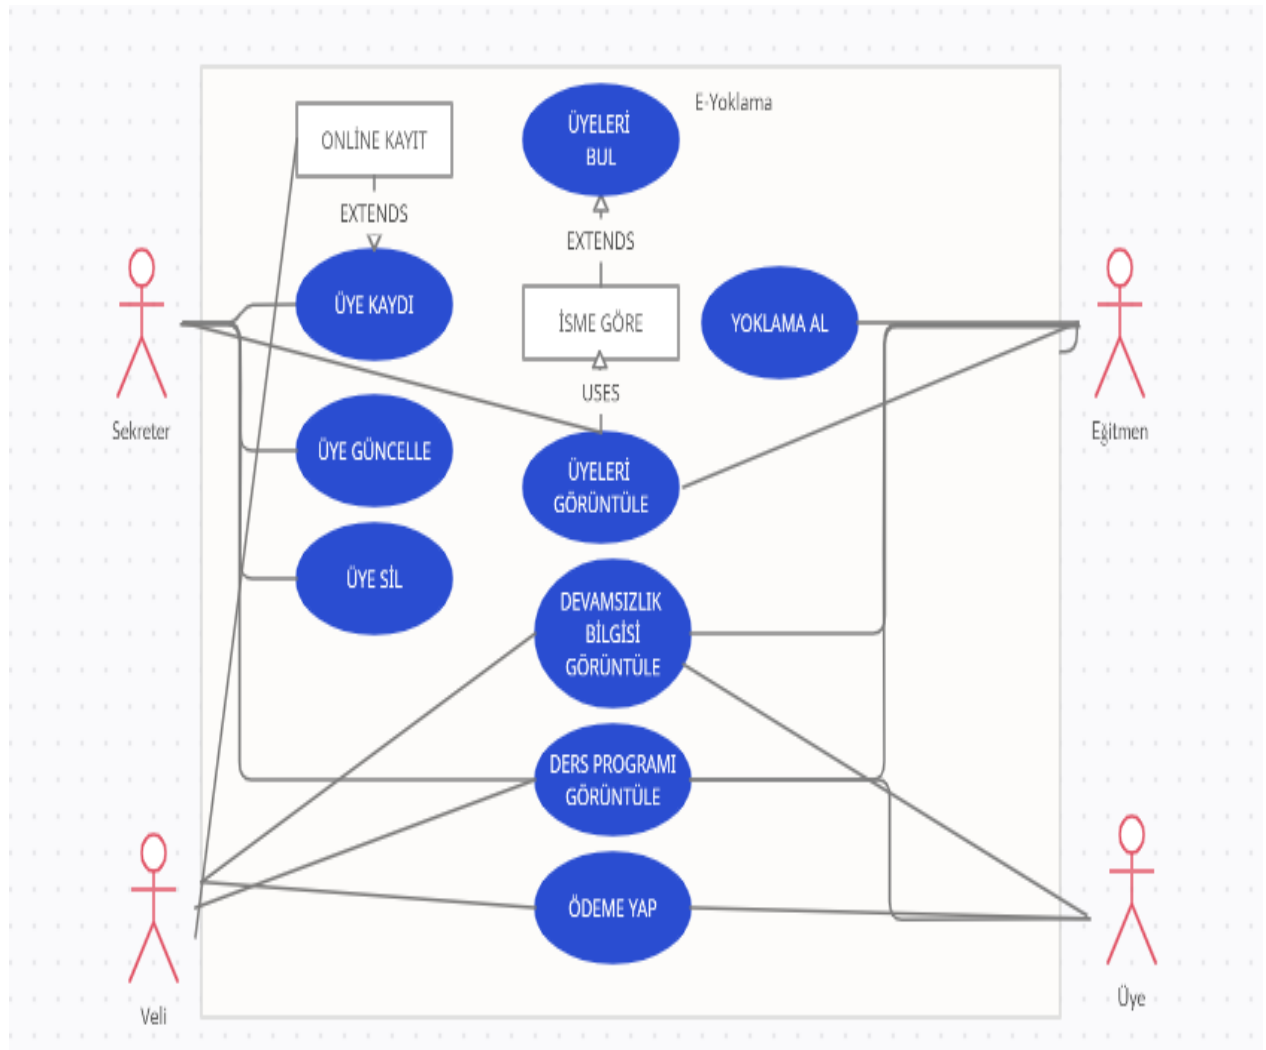 E-Yoklama
ONLİNE KAYIT
ÜYELERİ
BUL
EXTENDS
EXTENDS
ÜYE KAYDI
İSME GÖRE
YOKLAMA AL
USES
Sekreter
Eğitmen
ÜYE GÜNCELLE
ÜYELERİ
GÖRÜNTÜLE
ÜYE SİL
DEVAMSIZLIK
BİLGİSİ
GÖRÜNTÜLE
DERS PROGRAMI
GÖRÜNTÜLE
ÖDEME YAP
Veli
Üye